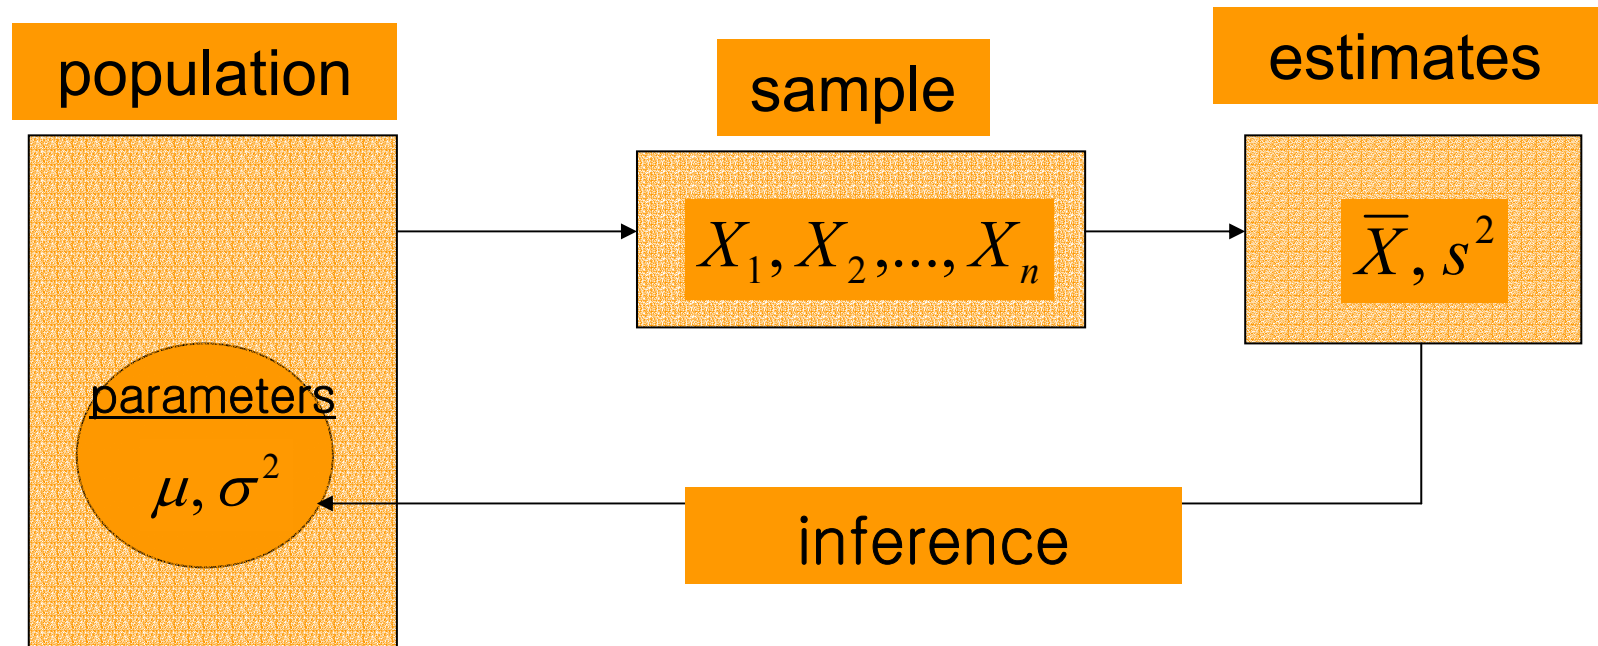 population
sample
estimates
X₁, X₂,..., Xₙ
X̅, s²
parameters
μ, σ²
inference